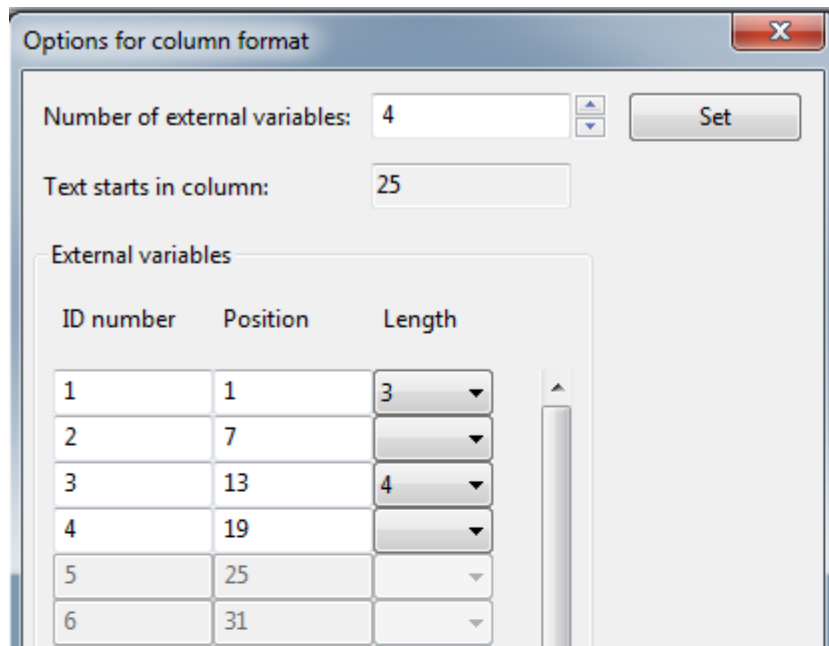 Options for column format
Number of external variables: 4 Set
Text starts in column: 25
External variables
ID number Position Length
1 1 3
2 7
3 13 4
4 19
5 25
6 31